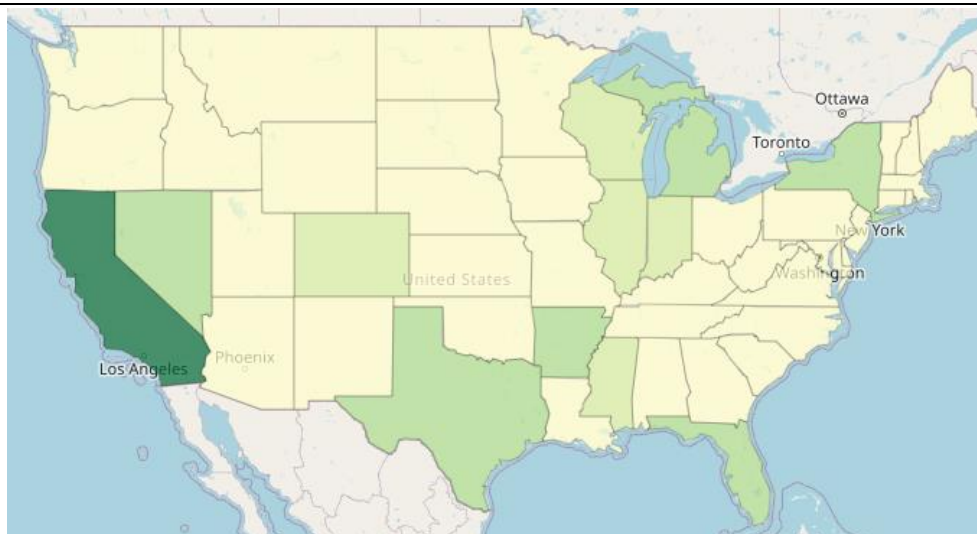 Ottawa
Toronto
New York
United States
Washington
Phoenix
Los Angeles